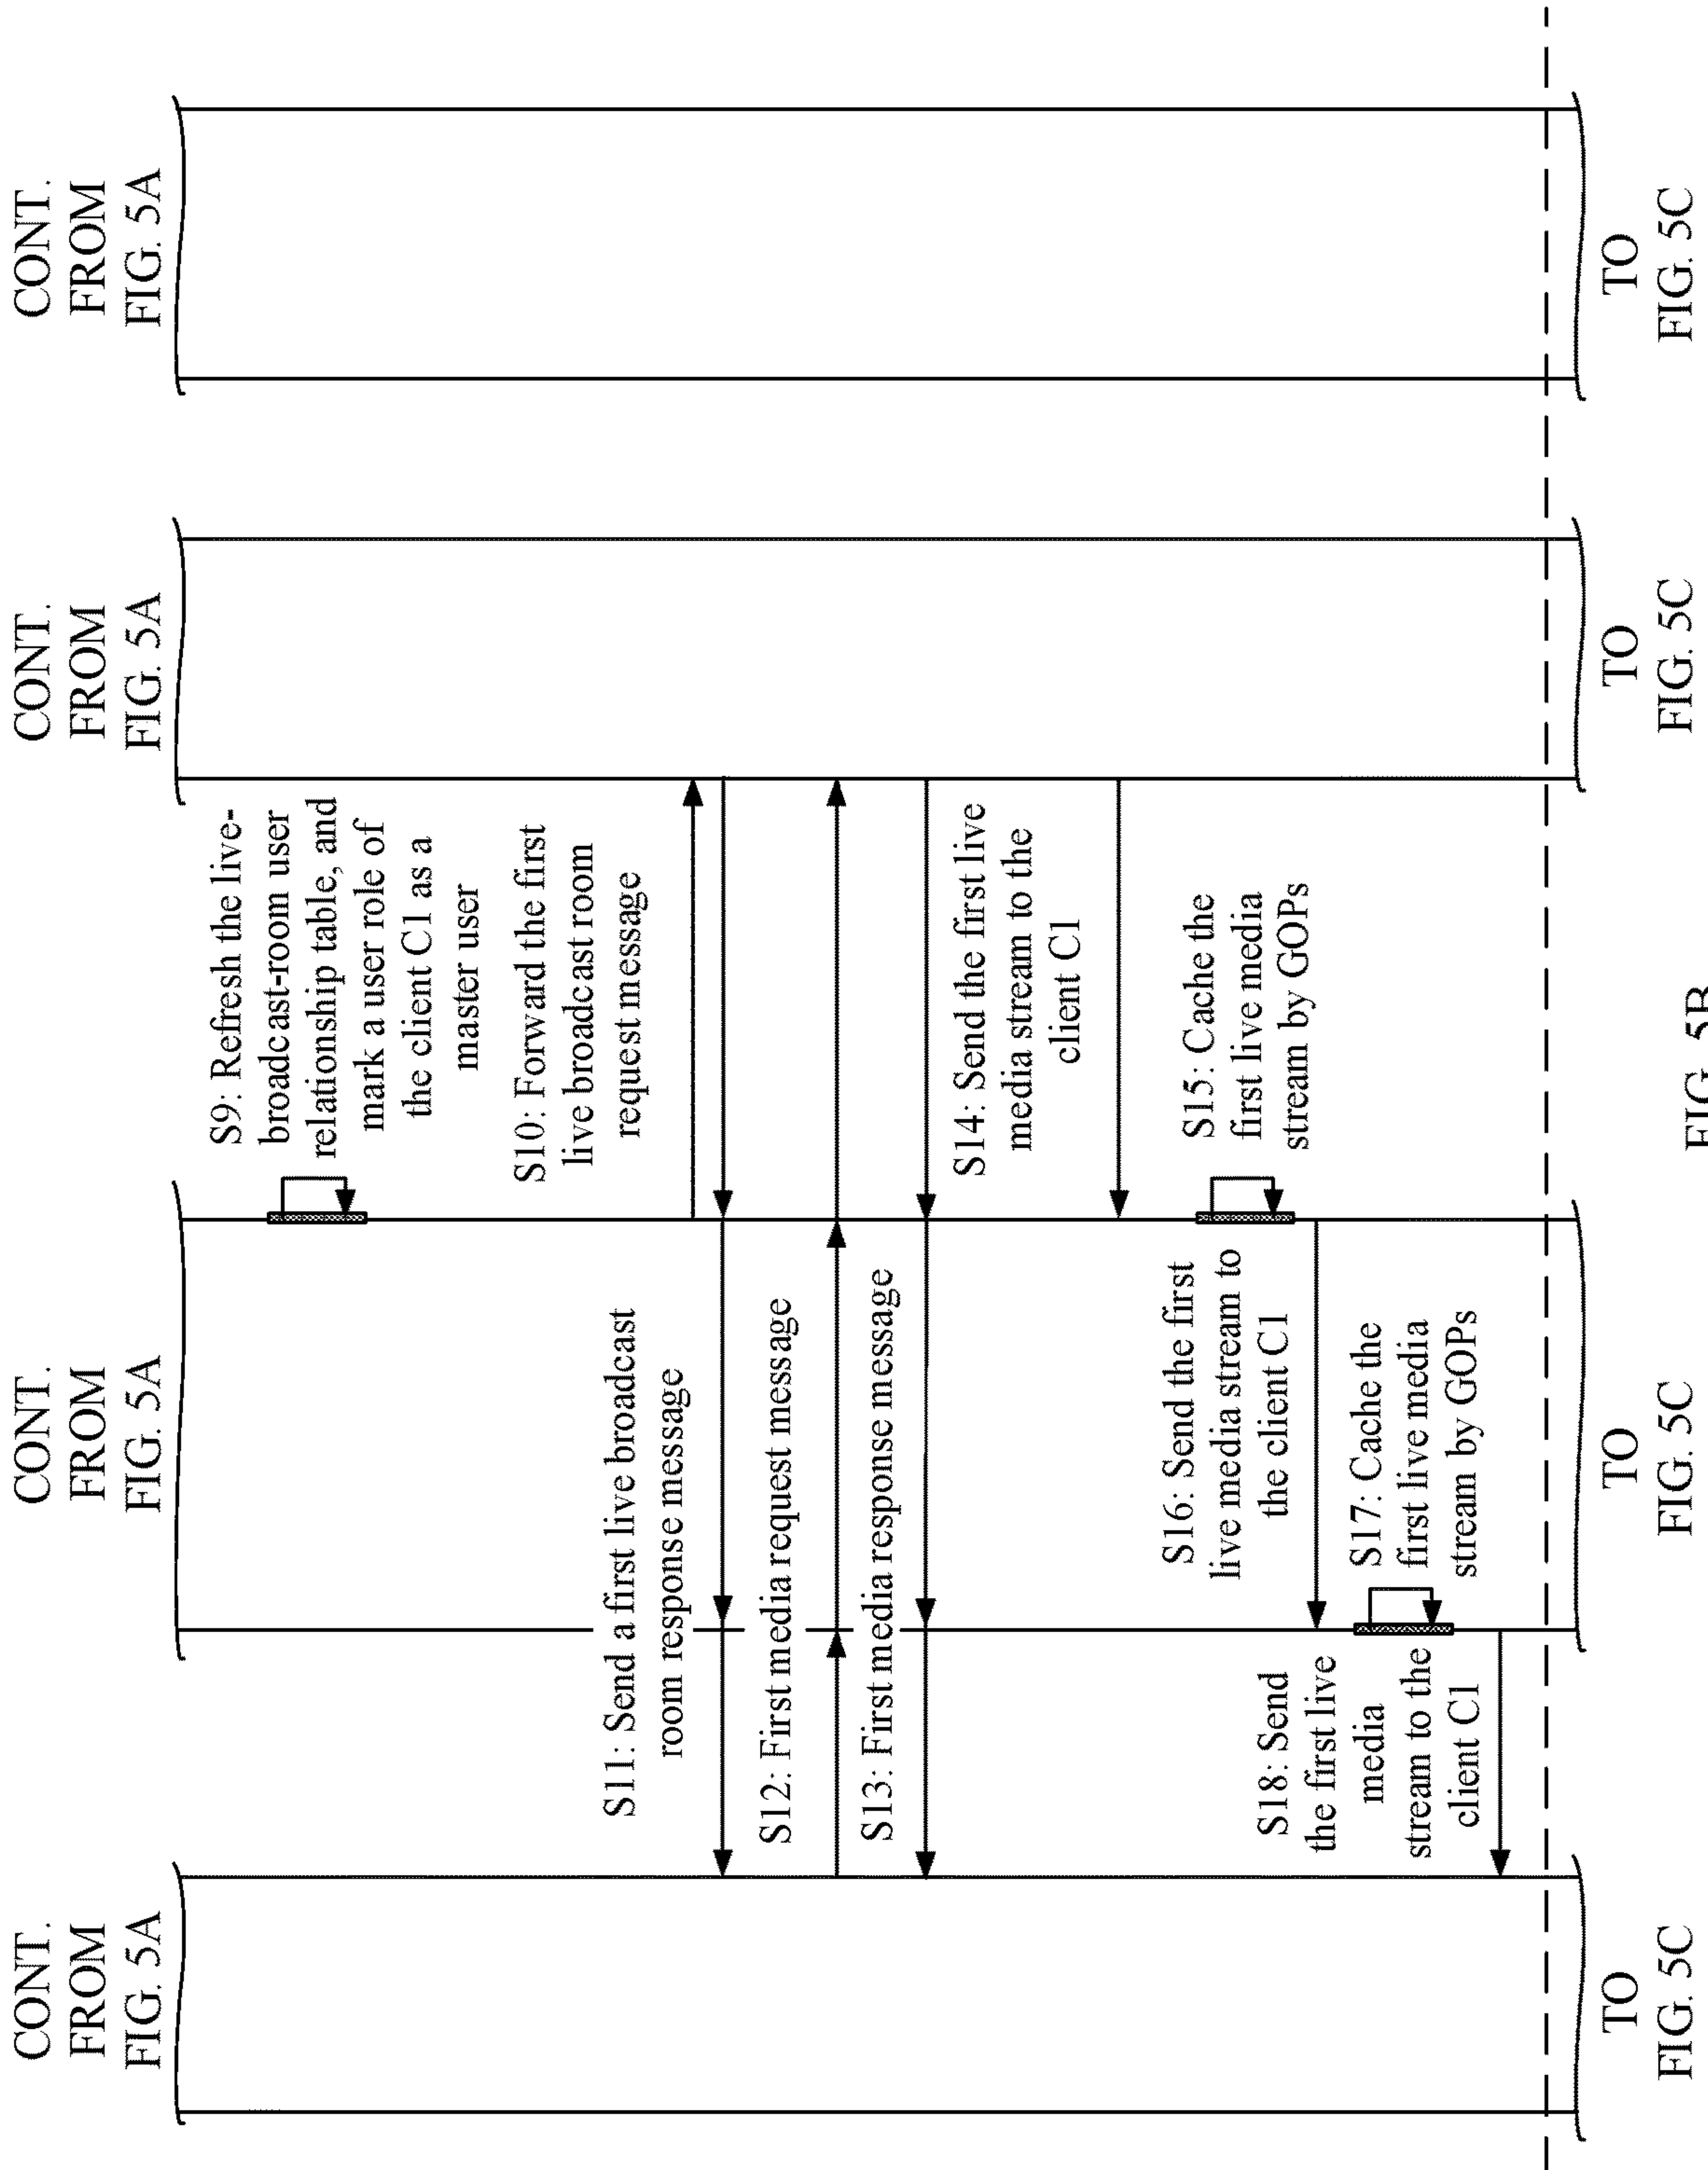 CONT.
FROM
FIG. 5A
CONT.
FROM
FIG. 5A
CONT.
FROM
FIG. 5A
CONT.
FROM
FIG. 5A
S9: Refresh the live-
broadcast-room user
relationship table, and
mark a user role of
the client C1 as a
master user
S10: Forward the first
live broadcast room
request message
S11: Send a first live broadcast
room response message
S12: First media request message
S13: First media response message
S14: Send the first live
media stream to the
client C1
S15: Cache the
first live media
stream by GOPs
S16: Send the first
live media stream to
the client C1
S17: Cache the
first live media
stream by GOPs
S18: Send
the first live
media
stream to the
client C1
TO
FIG. 5C
TO
FIG. 5C
TO
FIG. 5C
TO
FIG. 5C
FIG. 5B